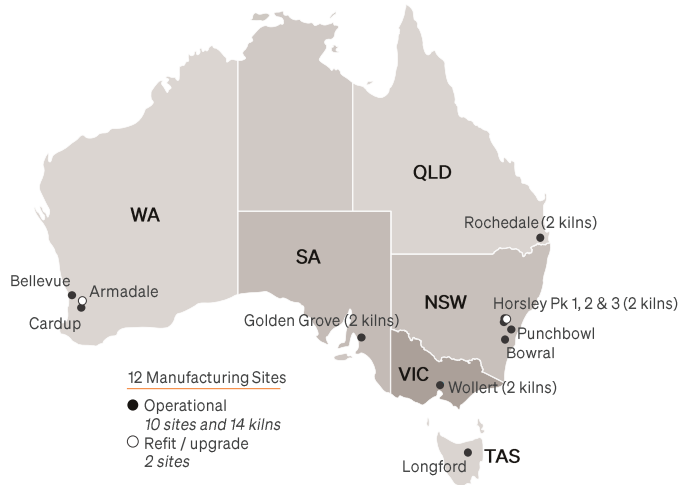 QLD
WA
Rochedale (2 kilns)
SA
Bellevue
Armadale
NSW
Horsley Pk 1, 2 & 3 (2 kilns)
Cardup
Golden Grove (2 kilns)
Punchbowl
Bowral
12 Manufacturing Sites
VIC
Wollert (2 kilns)
Operational
10 sites and 14 kilns
Refit / upgrade
2 sites
Longford
TAS